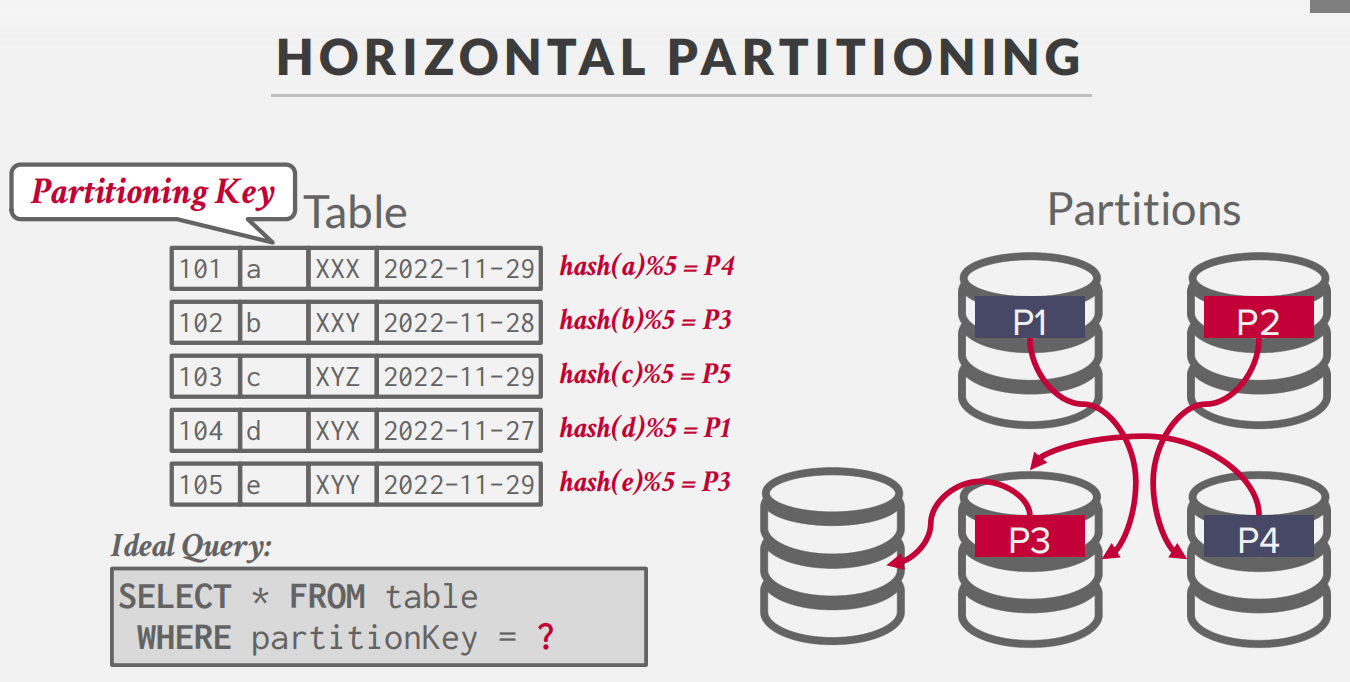 HORIZONTAL PARTITIONING
Partitioning Key
Table
Partitions
101 a XXX 2022-11-29 hash(a)%5 = P4
102 b XXY 2022-11-28 hash(b)%5 = P3
103 c XYZ 2022-11-29 hash(c)%5 = P5
104 d XYX 2022-11-27 hash(d)%5 = P1
105 e XYY 2022-11-29 hash(e)%5 = P3
P1
P2
P3
P4
Ideal Query:
SELECT * FROM table
WHERE partitionKey = ?